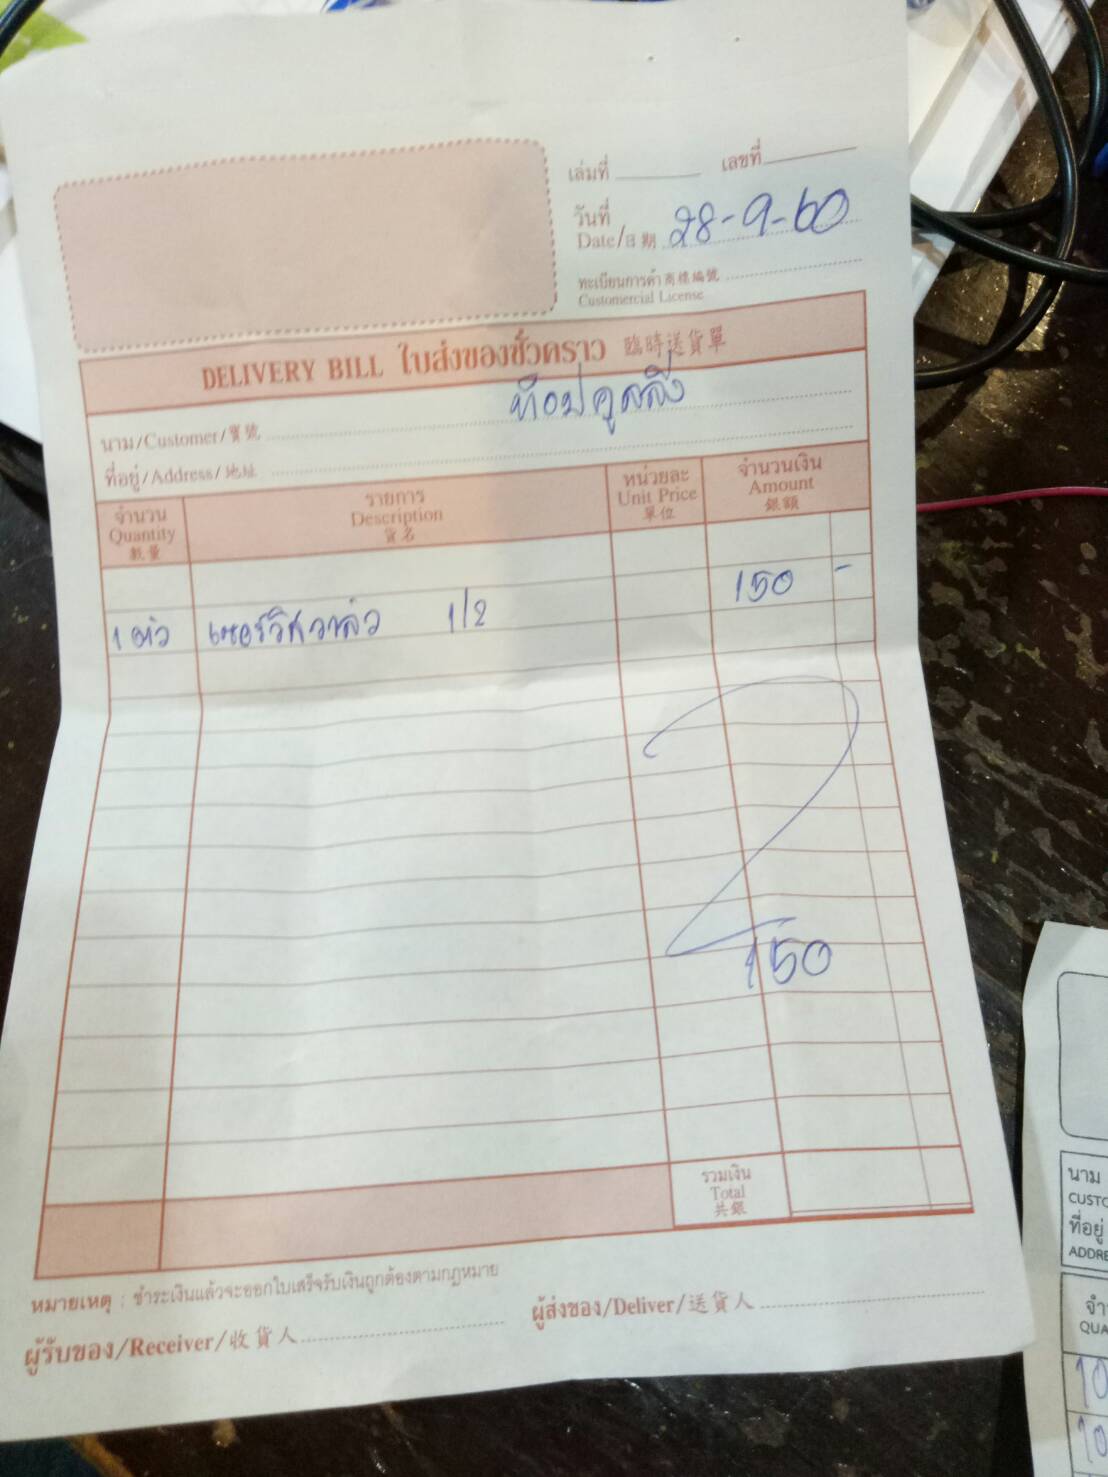 เล่มที่ เลขที่
วันที่
Date/日期 28-9-60
ทะเบียนการค้า 商標編號
Customercial License
DELIVERY BILL ใบส่งของชั่วคราว 臨時送貨單
ท๊อปคูลลิ่ง
นาม/Customer/寶號
ที่อยู่/Address/地址
จำนวน รายการ หน่วยละ จำนวนเงิน
Quantity Description Unit Price Amount
數量 貨名 單位 銀額
1 ตัว เซอร์วิสวาล์ว 1/2 150 -
150
รวมเงิน
Total
共銀
หมายเหตุ : ชำระเงินแล้วจะออกใบเสร็จรับเงินถูกต้องตามกฎหมาย
ผู้รับของ/Receiver/收貨人 ผู้ส่งของ/Deliver/送貨人
นาม
ที่อยู่
10
10